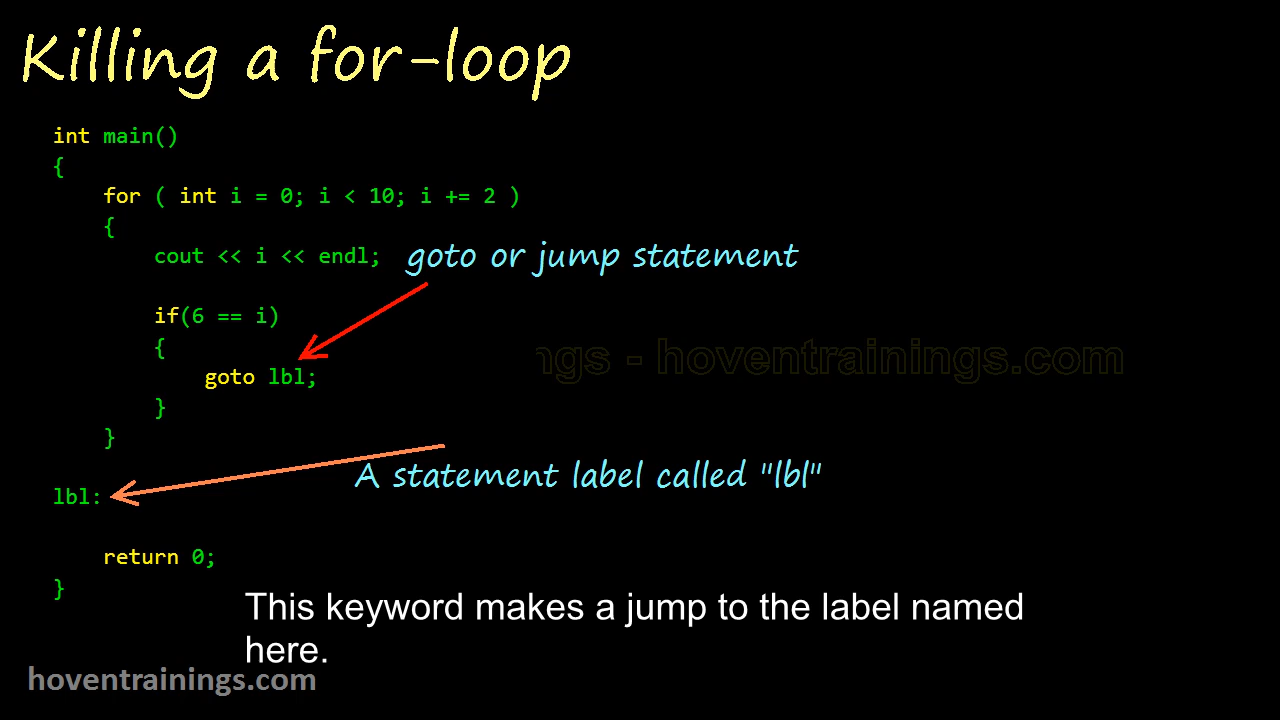 Killing a for-loop
int main()
{
for ( int i = 0; i < 10; i += 2 )
{
cout << i << endl;
goto or jump statement
if(6 == i)
{
ngs - hoventrainings.com
goto lbl;
}
}
A statement label called "lbl"
lbl:
return 0;
}
This keyword makes a jump to the label named
here.
hoventrainings.com